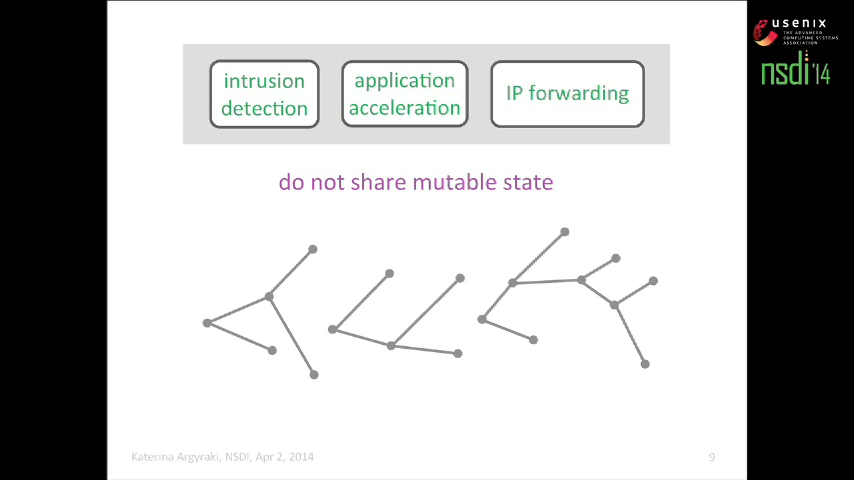 usenix
THE ADVANCED
COMPUTING SYSTEMS
ASSOCIATION
nsdi '14
intrusion
detection
application
acceleration
IP forwarding
do not share mutable state
Katerina Argyraki, NSDI, Apr 2, 2014
9